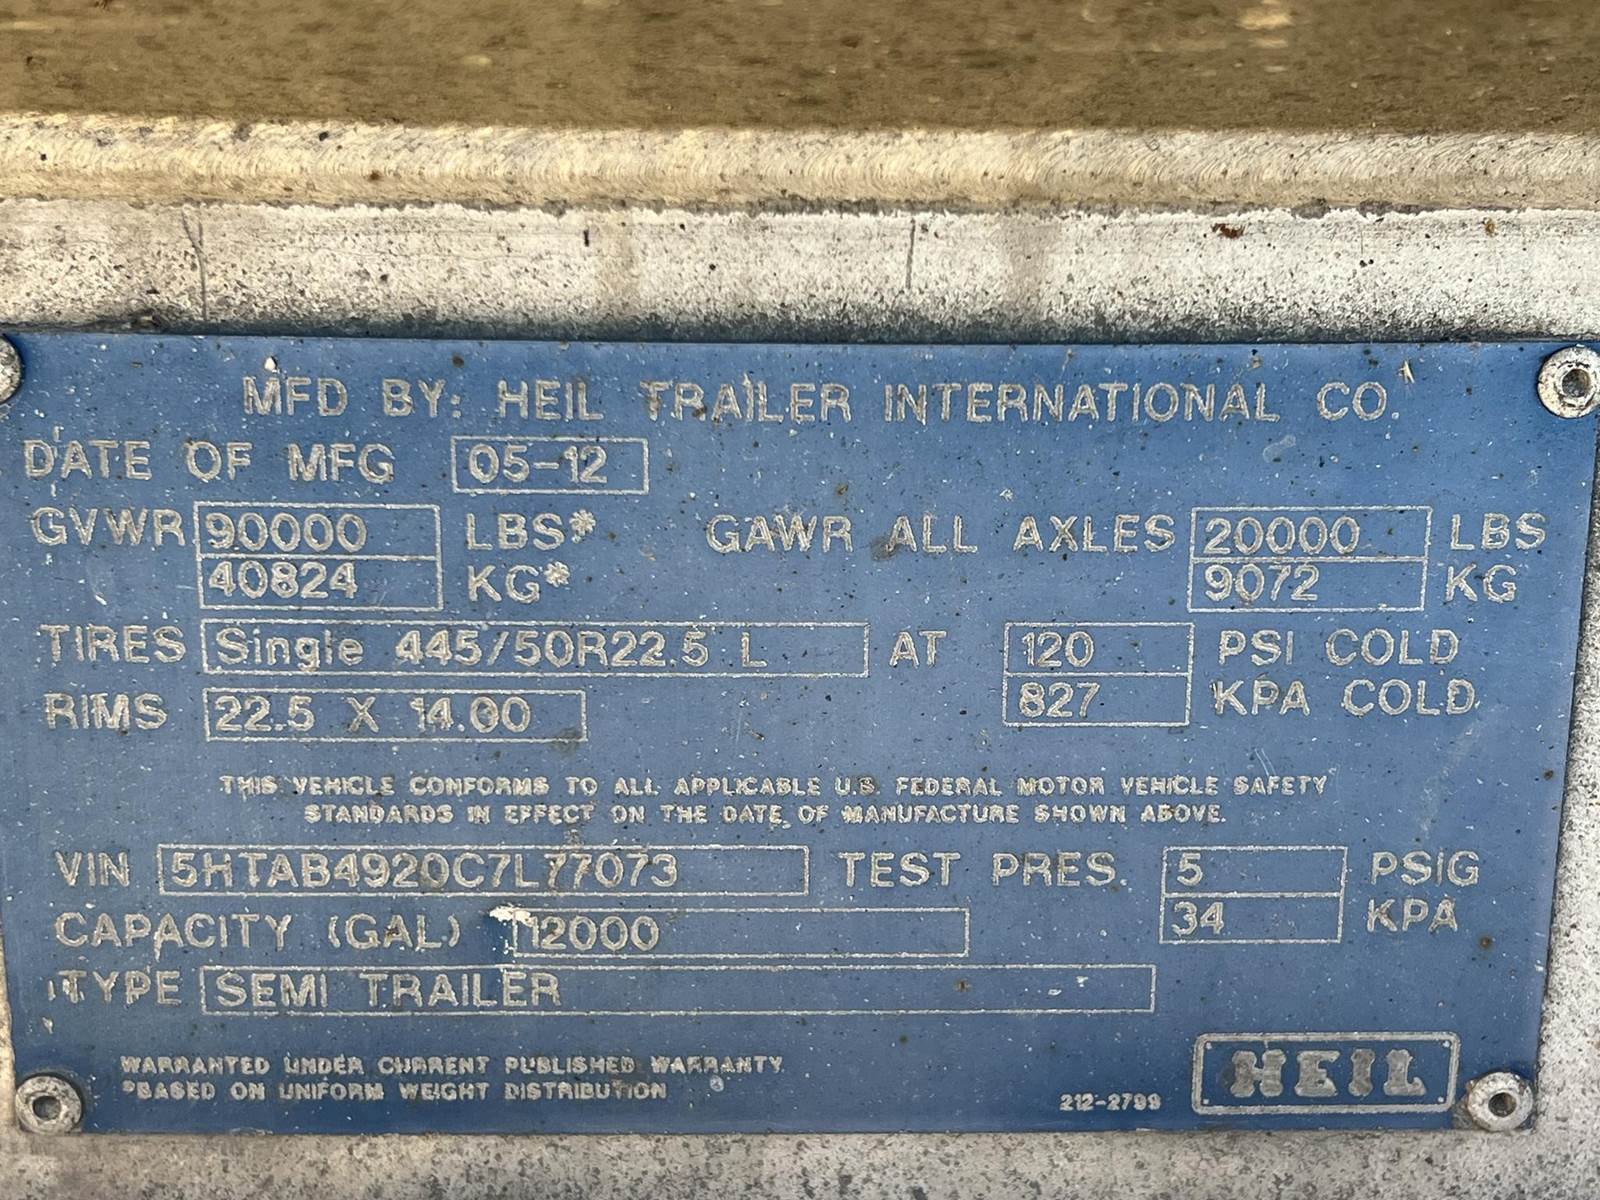 MFD BY: HEIL TRAILER INTERNATIONAL CO.
DATE OF MFG 05-12
GVWR 90000 LBS* GAWR ALL AXLES 20000 LBS
40824 KG* 9072 KG
TIRES Single 445/50R22.5 L AT 120 PSI COLD
RIMS 22.5 X 14.00 827 KPA COLD
THIS VEHICLE CONFORMS TO ALL APPLICABLE U.S. FEDERAL MOTOR VEHICLE SAFETY
STANDARDS IN EFFECT ON THE DATE OF MANUFACTURE SHOWN ABOVE.
VIN 5HTAB4920C7L77073 TEST PRES. 5 PSIG
CAPACITY (GAL) 12000 34 KPA
TYPE SEMI TRAILER
WARRANTED UNDER CURRENT PUBLISHED WARRANTY
*BASED ON UNIFORM WEIGHT DISTRIBUTION
212-2799 HEIL